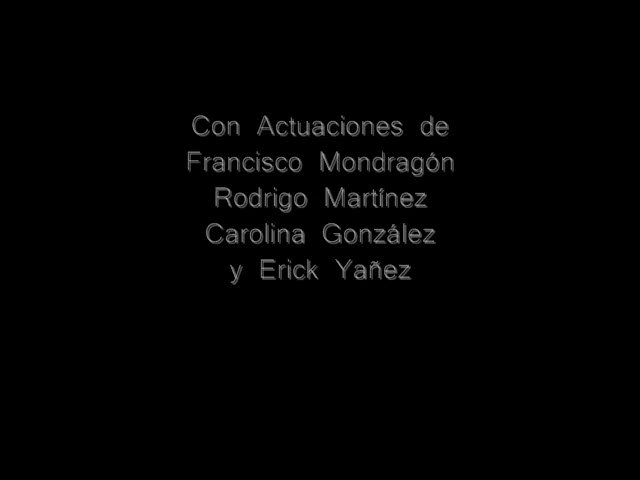 Con Actuaciones de
Francisco Mondragón
Rodrigo Martínez
Carolina González
y Erick Yañez